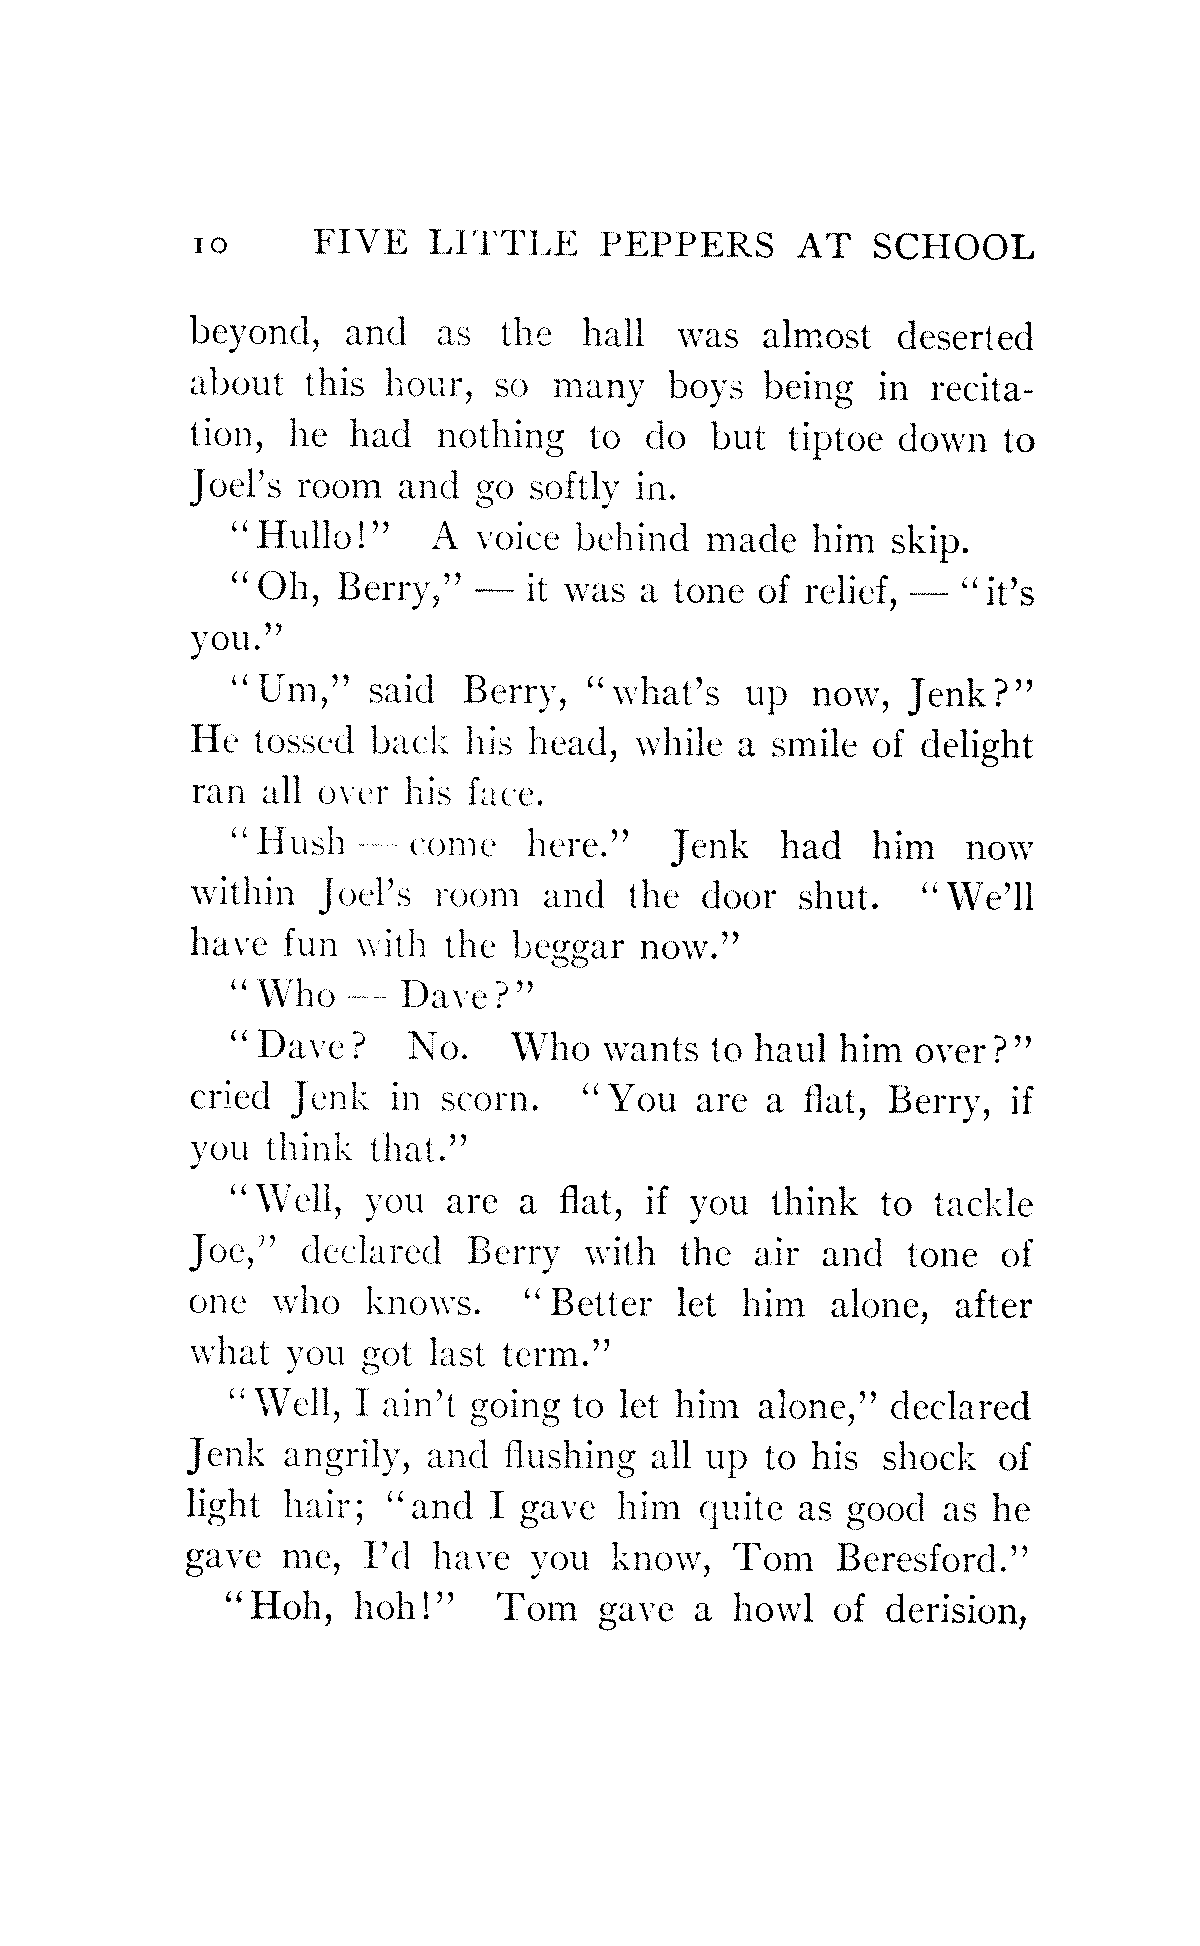 10 FIVE LITTLE PEPPERS AT SCHOOL
beyond, and as the hall was almost deserted
about this hour, so many boys being in recita-
tion, he had nothing to do but tiptoe down to
Joel's room and go softly in.
"Hullo!" A voice behind made him skip.
"Oh, Berry," — it was a tone of relief, — "it's
you."
"Um," said Berry, "what's up now, Jenk?"
He tossed back his head, while a smile of delight
ran all over his face.
"Hush — come here." Jenk had him now
within Joel's room and the door shut. "We'll
have fun with the beggar now."
"Who — Dave?"
"Dave? No. Who wants to haul him over?"
cried Jenk in scorn. "You are a flat, Berry, if
you think that."
"Well, you are a flat, if you think to tackle
Joe," declared Berry with the air and tone of
one who knows. "Better let him alone, after
what you got last term."
"Well, I ain't going to let him alone," declared
Jenk angrily, and flushing all up to his shock of
light hair; "and I gave him quite as good as he
gave me, I'd have you know, Tom Beresford."
"Hoh, hoh!" Tom gave a howl of derision,